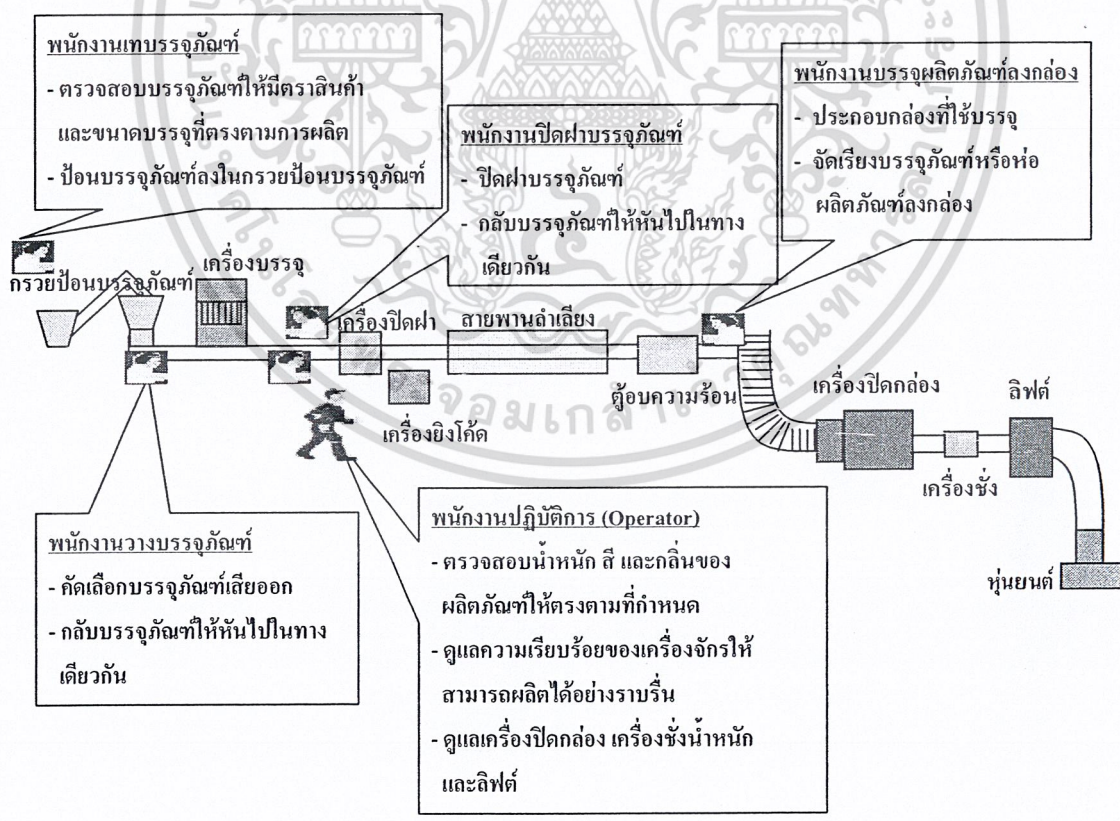 พนักงานเทบรรจุภัณฑ์
- ตรวจสอบบรรจุภัณฑ์ให้มีตราสินค้า
และขนาดบรรจุที่ตรงตามการผลิต
- ป้อนบรรจุภัณฑ์ลงในกรวยป้อนบรรจุภัณฑ์
พนักงานปิดฝาบรรจุภัณฑ์
- ปิดฝาบรรจุภัณฑ์
- กลับบรรจุภัณฑ์ให้หันไปในทาง
เดียวกัน
พนักงานบรรจุผลิตภัณฑ์ลงกล่อง
- ประกอบกล่องที่ใช้บรรจุ
- จัดเรียงบรรจุภัณฑ์หรือห่อ
ผลิตภัณฑ์ลงกล่อง
กรวยป้อนบรรจุภัณฑ์
เครื่องบรรจุ
เครื่องปิดฝา
สายพานลำเลียง
ตู้อบความร้อน
เครื่องยิงโค้ด
เครื่องปิดกล่อง
ลิฟต์
เครื่องชั่ง
หุ่นยนต์
พนักงานวางบรรจุภัณฑ์
- คัดเลือกบรรจุภัณฑ์เสียออก
- กลับบรรจุภัณฑ์ให้หันไปในทาง
เดียวกัน
พนักงานปฏิบัติการ (Operator)
- ตรวจสอบน้ำหนัก สี และกลิ่นของ
ผลิตภัณฑ์ให้ตรงตามที่กำหนด
- ดูแลความเรียบร้อยของเครื่องจักรให้
สามารถผลิตได้อย่างราบรื่น
- ดูแลเครื่องปิดกล่อง เครื่องชั่งน้ำหนัก
และลิฟต์